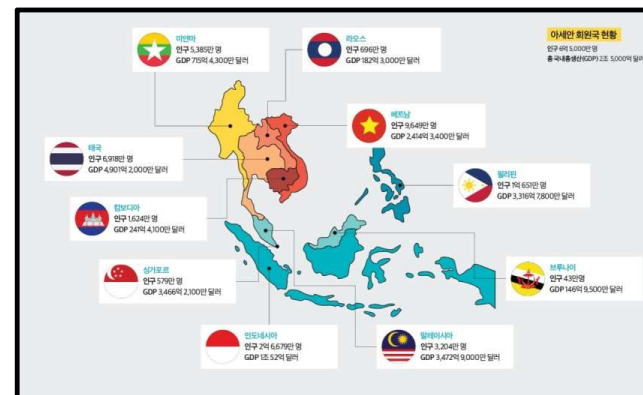 미얀마
인구 5,385만 명
GDP 715억 4,300만 달러
라오스
인구 696만 명
GDP 182억 3,000만 달러
아세안 회원국 현황
인구 6억 5,000만 명
총 국내총생산(GDP) 2조 5,000억 달러
베트남
인구 9,649만 명
GDP 2,414억 3,400만 달러
태국
인구 6,918만 명
GDP 4,901억 2,000만 달러
필리핀
인구 1억 651만 명
GDP 3,316억 7,800만 달러
캄보디아
인구 1,624만 명
GDP 241억 4,100만 달러
싱가포르
인구 579만 명
GDP 3,466억 2,100만 달러
브루나이
인구 43만명
GDP 146억 9,500만 달러
인도네시아
인구 2억 6,679만 명
GDP 1조 52억 달러
말레이시아
인구 3,204만 명
GDP 3,472억 9,000만 달러